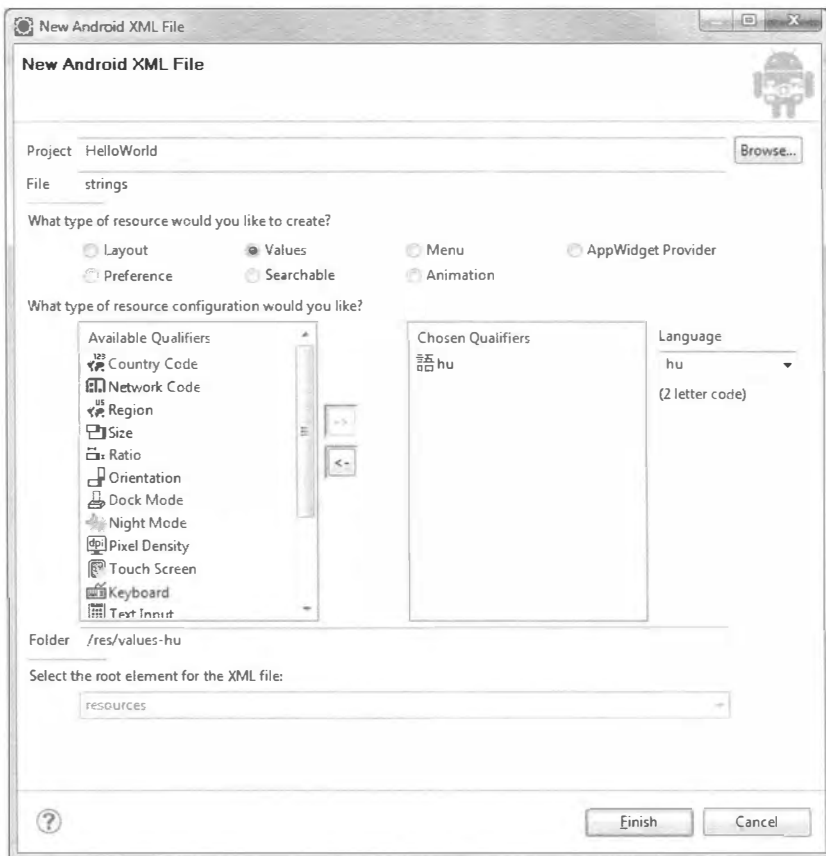 New Android XML File
New Android XML File
Project HelloWorld Browse...
File strings
What type of resource would you like to create?
Layout Values Menu AppWidget Provider
Preference Searchable Animation
What type of resource configuration would you like?
Available Qualifiers
Country Code
Network Code
Region
Size
Ratio
Orientation
Dock Mode
Night Mode
Pixel Density
Touch Screen
Keyboard
Text Input
->
<-
Chosen Qualifiers
語 hu
Language
hu
(2 letter code)
Folder /res/values-hu
Select the root element for the XML file:
resources
? Finish Cancel